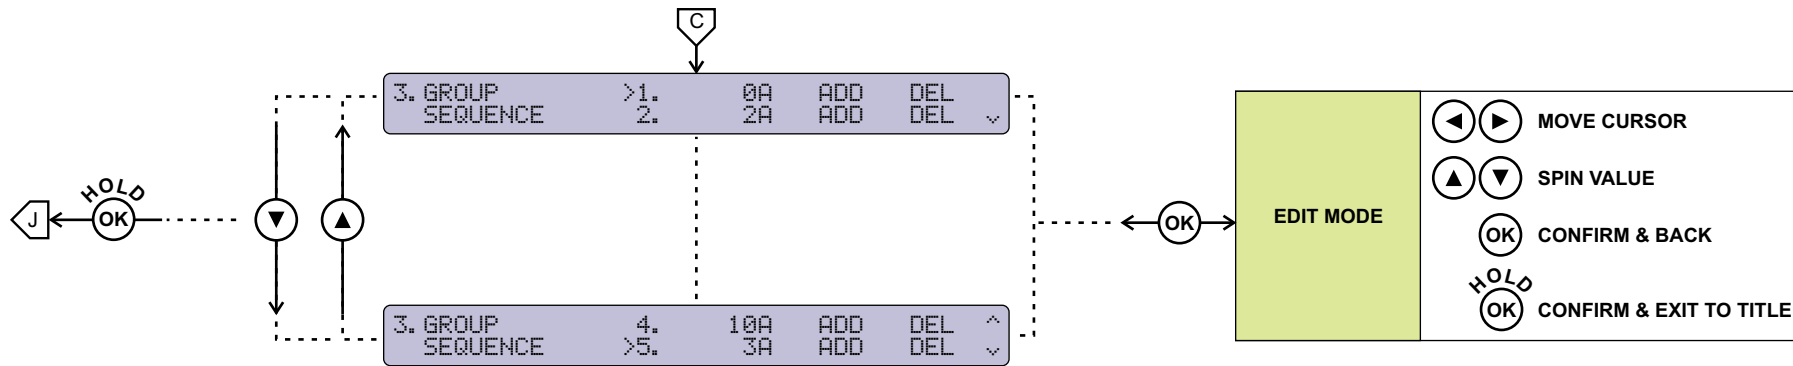 C
3. GROUP >1. 0A ADD DEL
SEQUENCE 2. 2A ADD DEL
J
HOLD
OK
▼
▲
3. GROUP 4. 10A ADD DEL
SEQUENCE >5. 3A ADD DEL
OK
EDIT MODE
◀ ▶ MOVE CURSOR
▲ ▼ SPIN VALUE
OK CONFIRM & BACK
HOLD
OK CONFIRM & EXIT TO TITLE